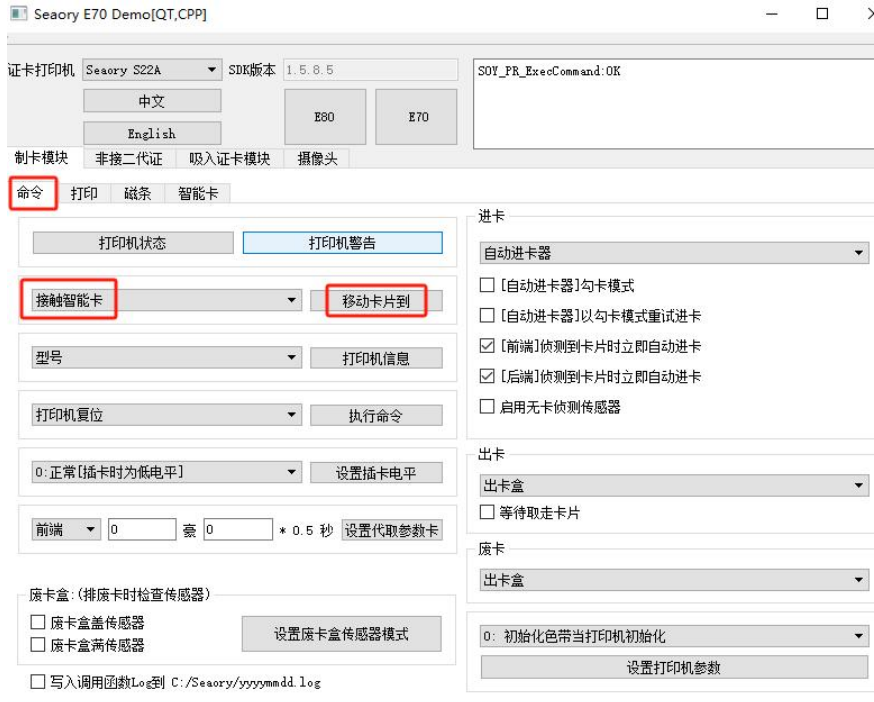 Seaory E70 Demo[QT,CPP]
证卡打印机 Seaory S22A SDK版本 1.5.8.5
中文
English
E80 E70
SOY_PR_ExecCommand:OK
制卡模块 非接二代证 吸入证卡模块 摄像头
命令 打印 磁条 智能卡
打印机状态 打印机警告
接触智能卡 移动卡片到
型号 打印机信息
打印机复位 执行命令
0:正常[插卡时为低电平] 设置插卡电平
前端 0 豪 0 * 0.5 秒 设置代取参数卡
废卡盒:(排废卡时检查传感器)
废卡盒盖传感器
废卡盒满传感器
设置废卡盒传感器模式
写入调用函数Log到 C:/Seaory/yyyymmdd.log
进卡
自动进卡器
[自动进卡器]勾卡模式
[自动进卡器]以勾卡模式重试进卡
[前端]侦测到卡片时立即自动进卡
[后端]侦测到卡片时立即自动进卡
启用无卡侦测传感器
出卡
出卡盒
等待取走卡片
废卡
出卡盒
0: 初始化色带当打印机初始化
设置打印机参数